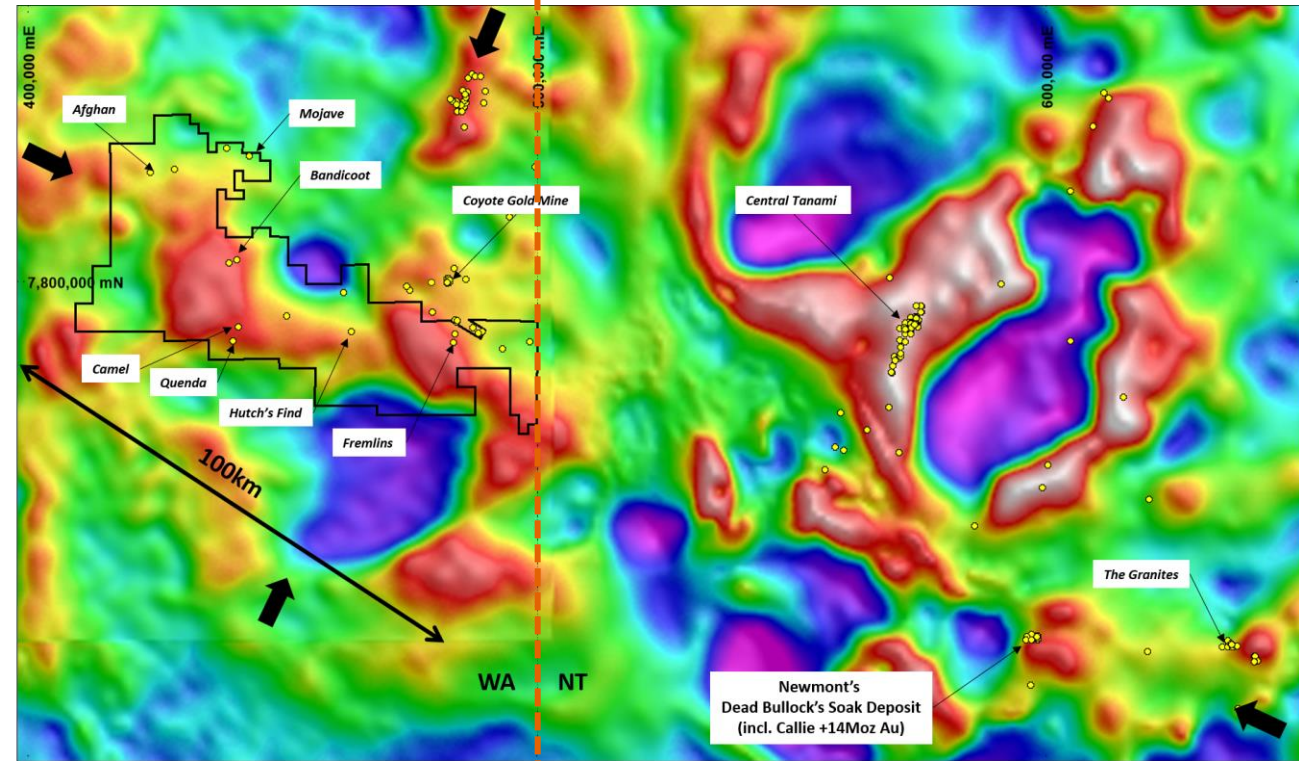 400,000 mE
600,000 mE
Afghan
Mojave
Bandicoot
Coyote Gold Mine
Central Tanami
7,800,000 mN
Camel
Quenda
Hutch's Find
Fremlins
100km
The Granites
WA
NT
Newmont's
Dead Bullock's Soak Deposit
(incl. Callie +14Moz Au)